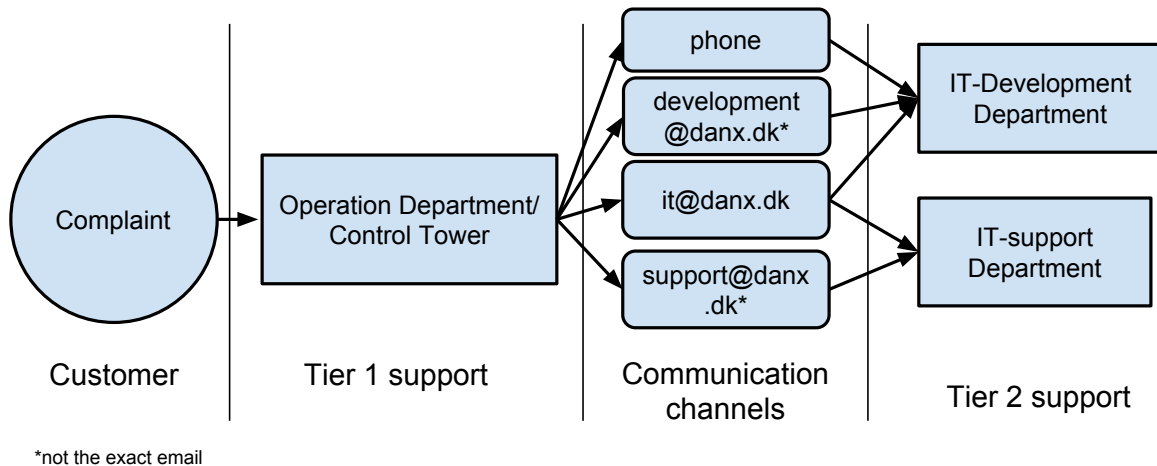 Complaint
Customer
Operation Department/
Control Tower
Tier 1 support
phone
development
@danx.dk*
it@danx.dk
support@danx
.dk*
Communication
channels
IT-Development
Department
IT-support
Department
Tier 2 support
*not the exact email